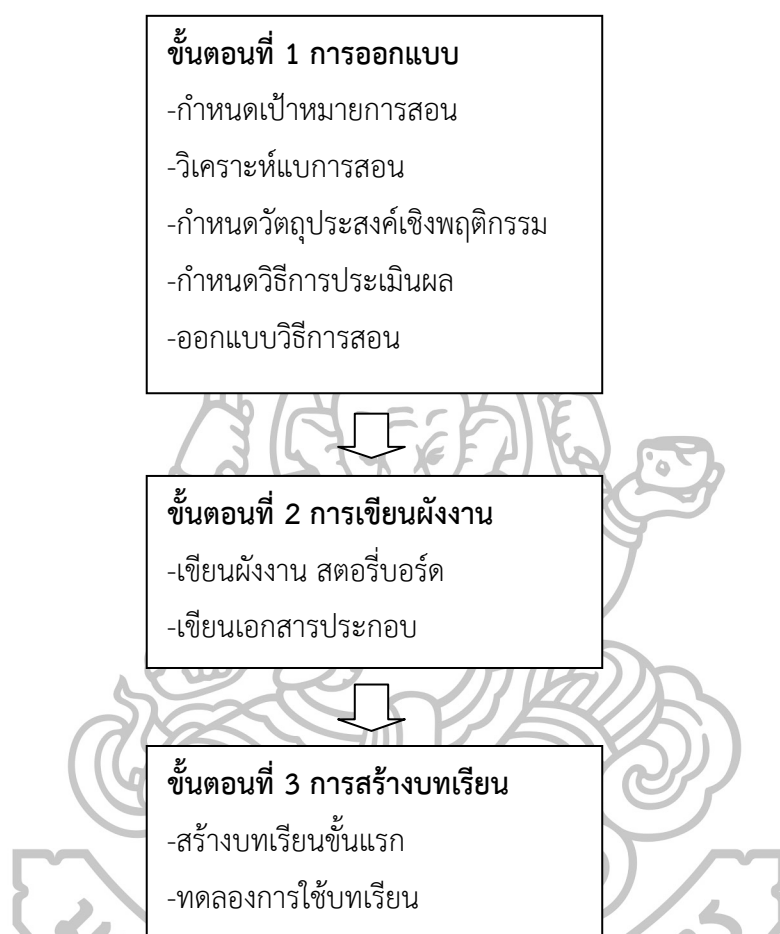 ขั้นตอนที่ 1 การออกแบบ
-กำหนดเป้าหมายการสอน
-วิเคราะห์แบการสอน
-กำหนดวัตถุประสงค์เชิงพฤติกรรม
-กำหนดวิธีการประเมินผล
-ออกแบบวิธีการสอน
ขั้นตอนที่ 2 การเขียนผังงาน
-เขียนผังงาน สตอรี่บอร์ด
-เขียนเอกสารประกอบ
ขั้นตอนที่ 3 การสร้างบทเรียน
-สร้างบทเรียนขั้นแรก
-ทดลองการใช้บทเรียน